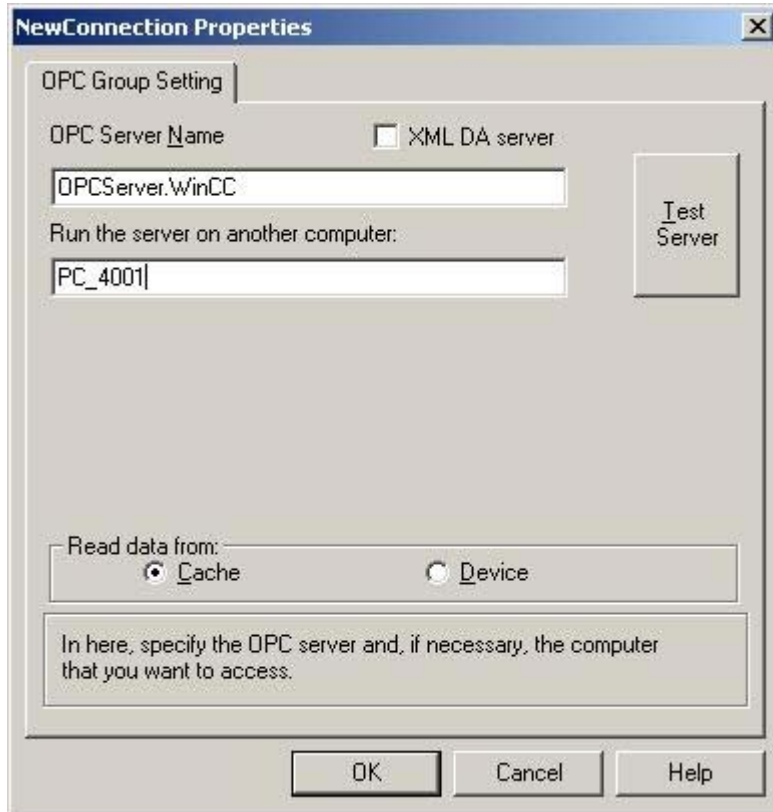 NewConnection Properties
OPC Group Setting
OPC Server Name
XML DA server
OPCServer.WinCC
Test
Server
Run the server on another computer:
PC_4001
Read data from:
Cache
Device
In here, specify the OPC server and, if necessary, the computer
that you want to access.
OK
Cancel
Help